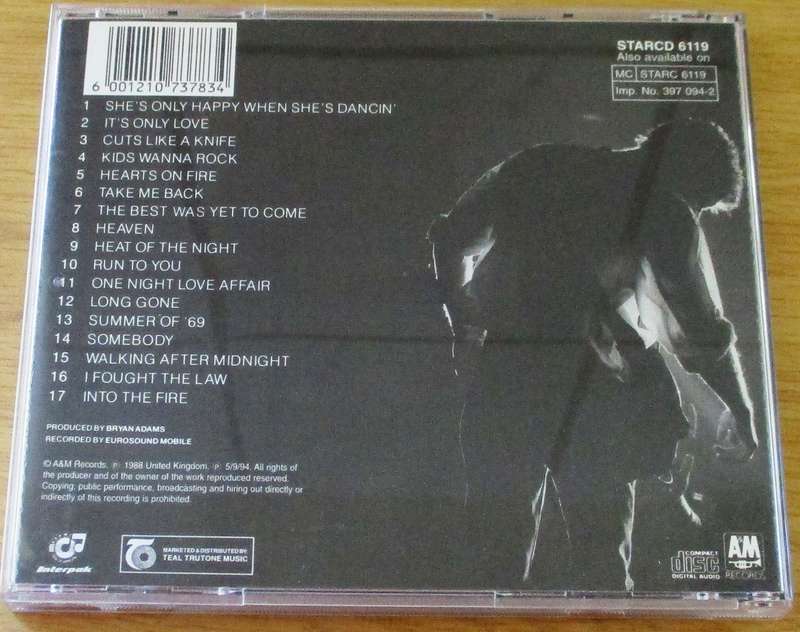 6 001210 737834
STARCD 6119
Also available on
MC STARC 6119
Imp. No. 397 094-2
1 SHE'S ONLY HAPPY WHEN SHE'S DANCIN'
2 IT'S ONLY LOVE
3 CUTS LIKE A KNIFE
4 KIDS WANNA ROCK
5 HEARTS ON FIRE
6 TAKE ME BACK
7 THE BEST WAS YET TO COME
8 HEAVEN
9 HEAT OF THE NIGHT
10 RUN TO YOU
11 ONE NIGHT LOVE AFFAIR
12 LONG GONE
13 SUMMER OF '69
14 SOMEBODY
15 WALKING AFTER MIDNIGHT
16 I FOUGHT THE LAW
17 INTO THE FIRE
PRODUCED BY BRYAN ADAMS
RECORDED BY EUROSOUND MOBILE
© A&M Records. ℗ 1988 United Kingdom. ℗ 5/9/94. All rights of
the producer and of the owner of the work reproduced reserved.
Copying, public performance, broadcasting and hiring out directly or
indirectly of this recording is prohibited.
Interpak
MARKETED & DISTRIBUTED BY:
TEAL TRUTONE MUSIC
COMPACT
disc
DIGITAL AUDIO
A&M
RECORDS